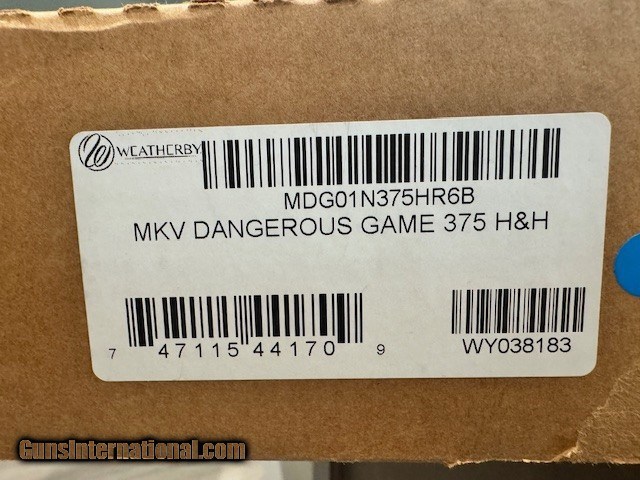 WEATHERBY
MDG01N375HR6B
MKV DANGEROUS GAME 375 H&H
7 47115 44170 9
WY038183
GunsInternational.com